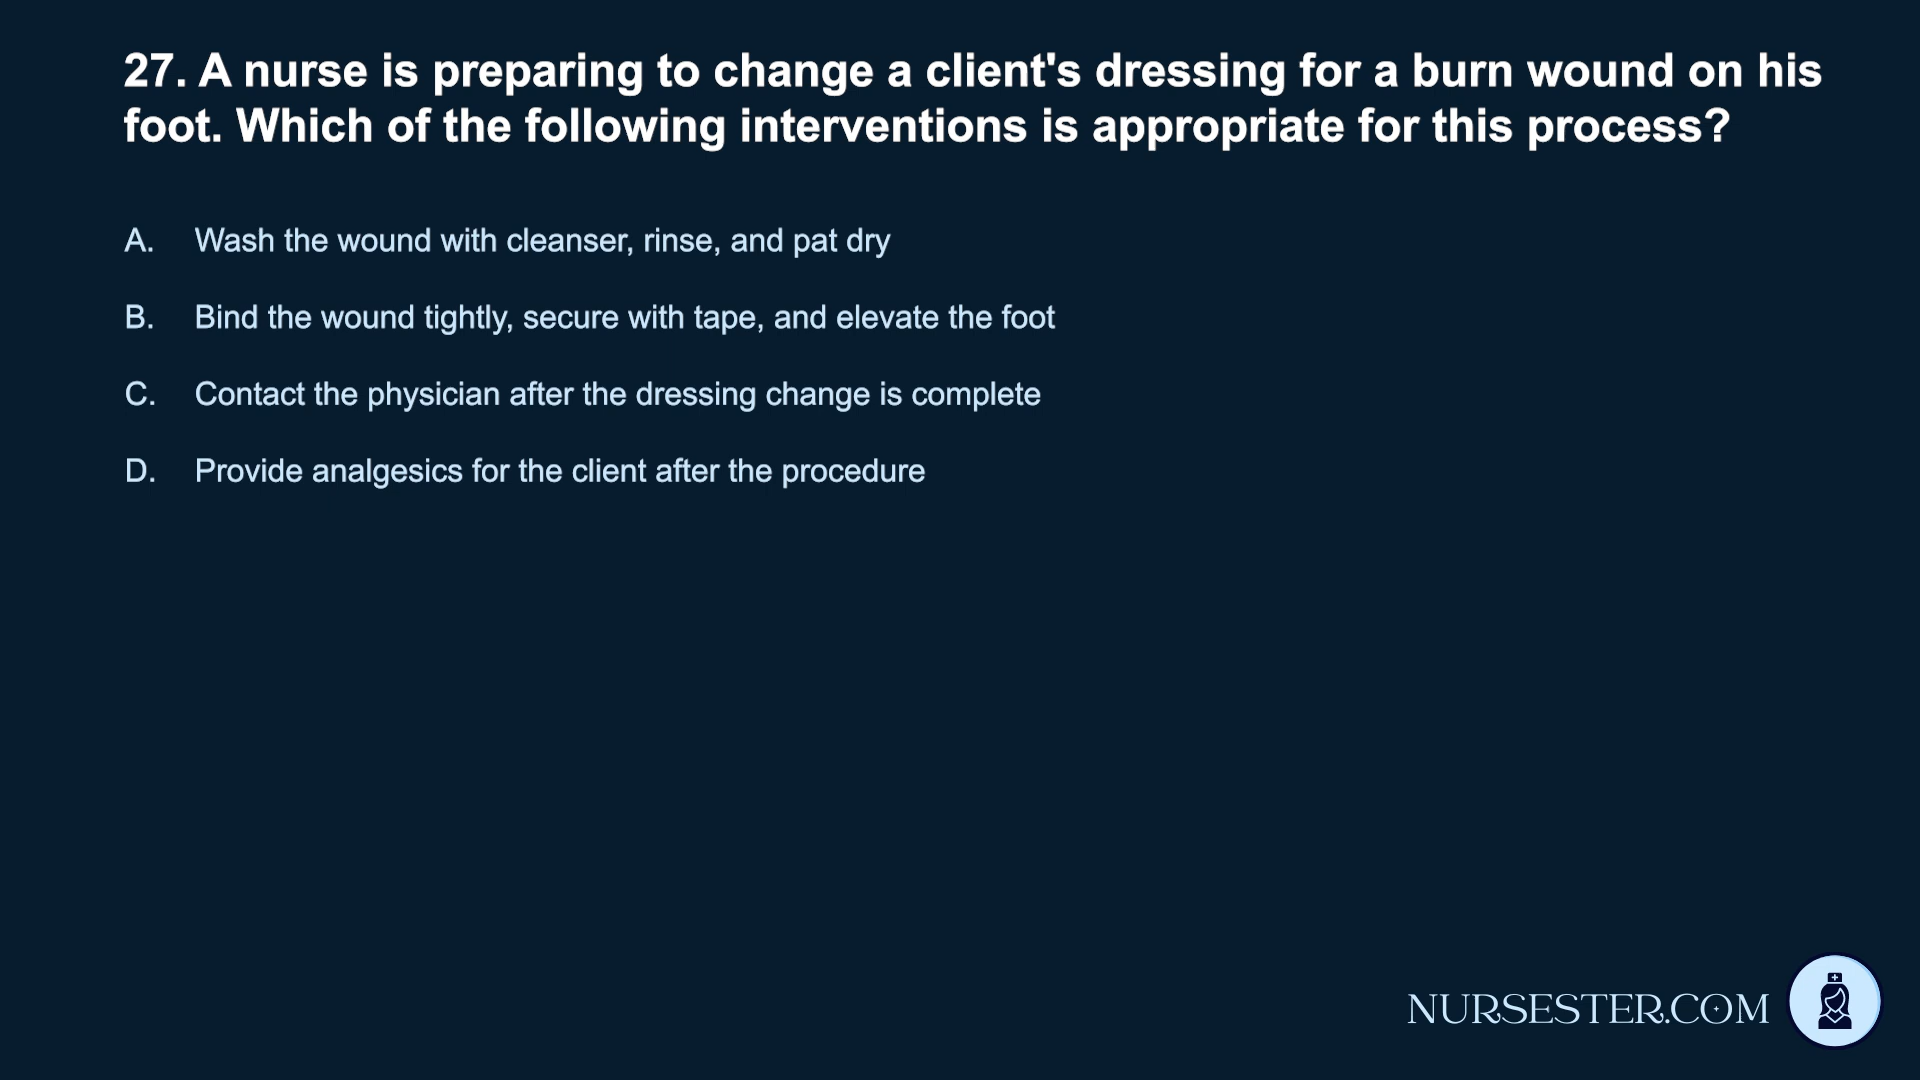 27. A nurse is preparing to change a client's dressing for a burn wound on his
foot. Which of the following interventions is appropriate for this process?
A. Wash the wound with cleanser, rinse, and pat dry
B. Bind the wound tightly, secure with tape, and elevate the foot
C. Contact the physician after the dressing change is complete
D. Provide analgesics for the client after the procedure
NURSESTER.COM